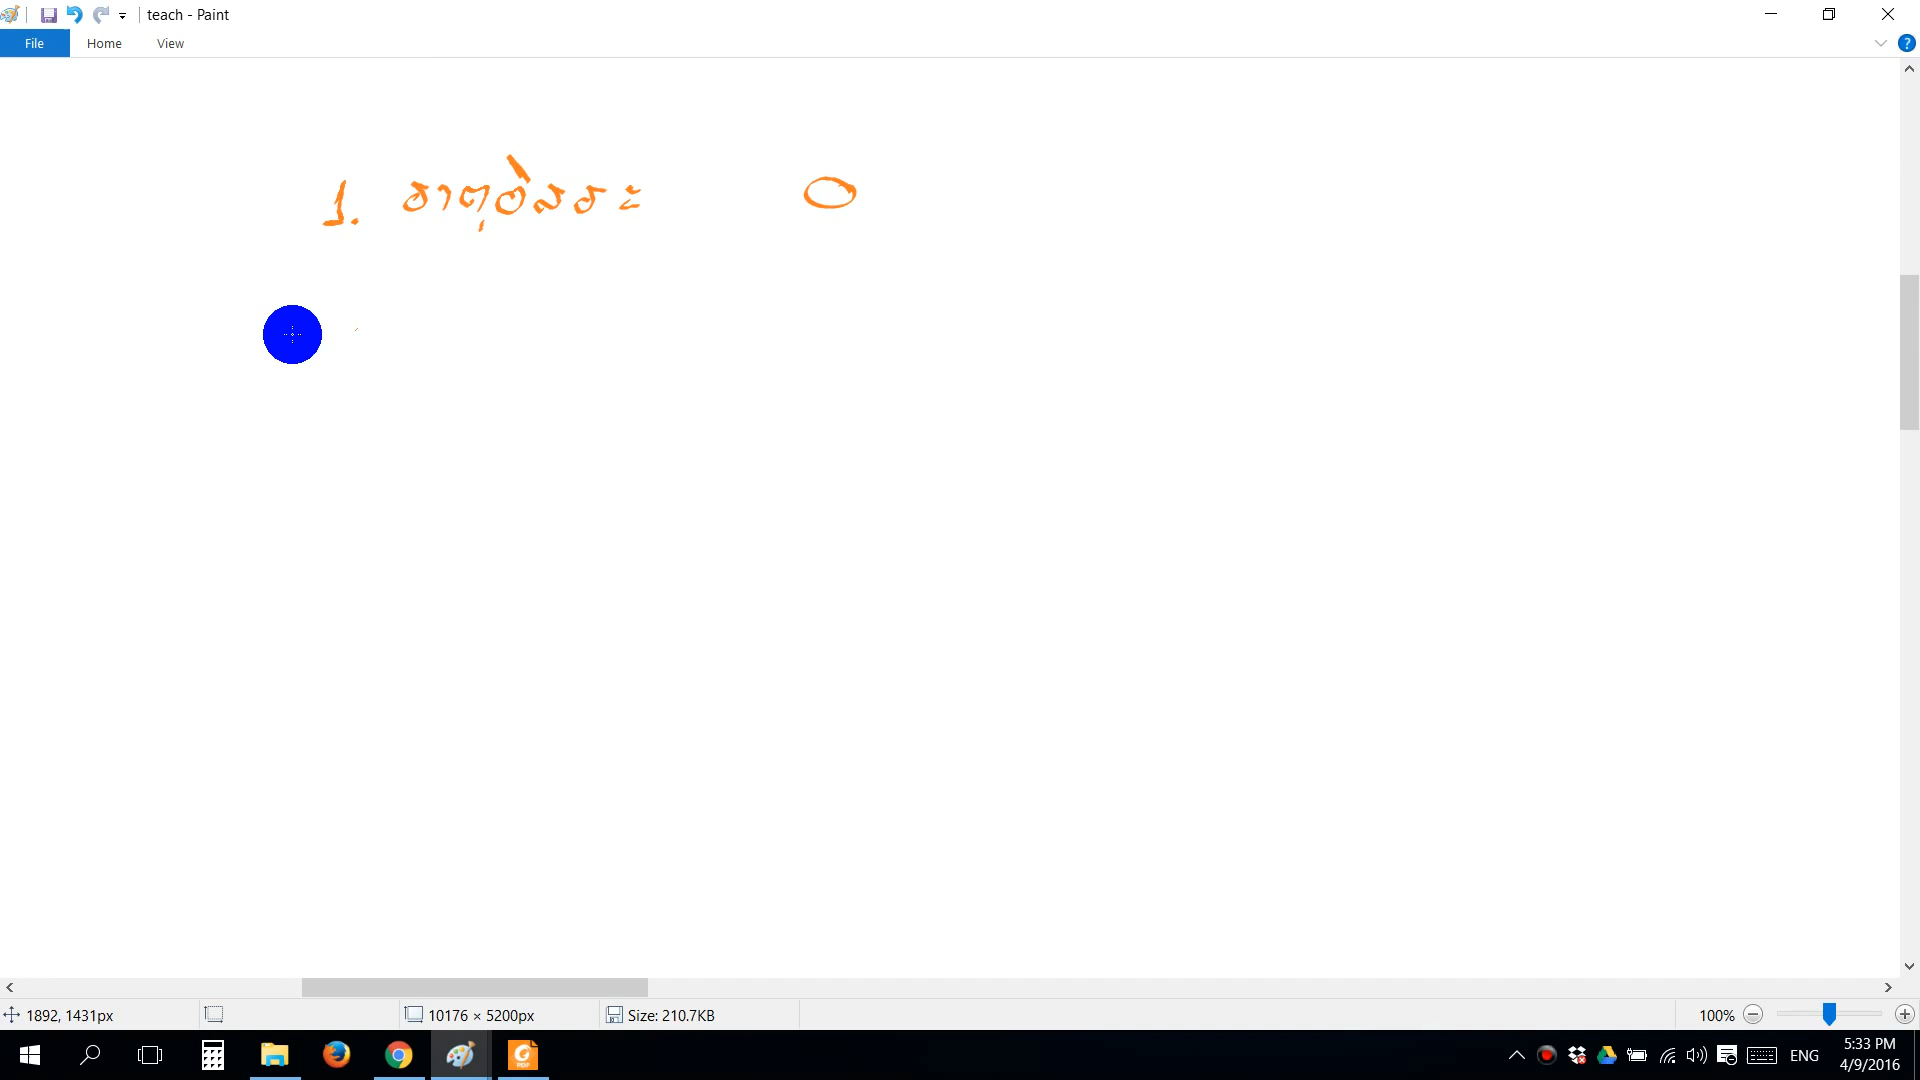 teach - Paint
File Home View
1. ธาตุอิสระ 0
1892, 1431px 10176 × 5200px Size: 210.7KB 100%
ENG 5:33 PM
4/9/2016